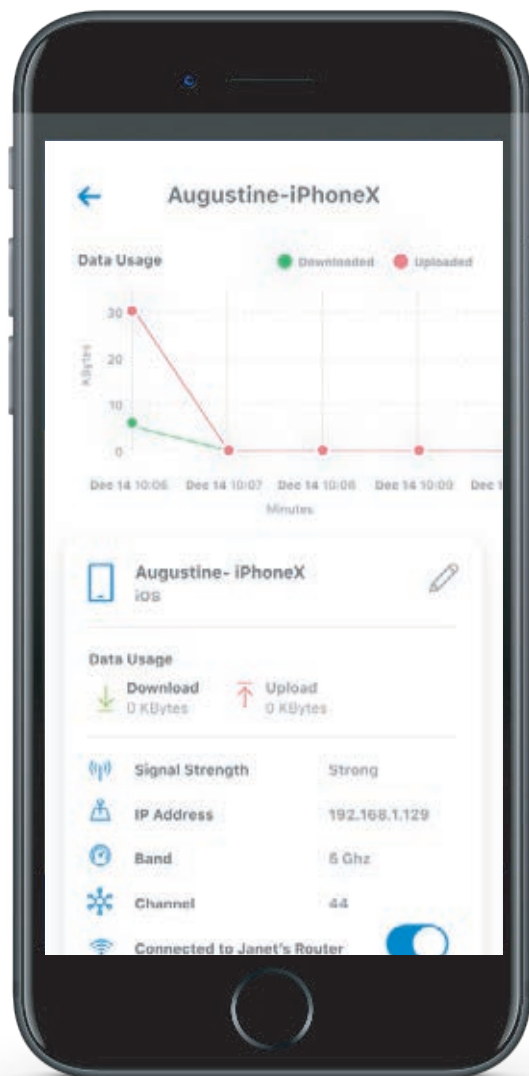 Augustine-iPhoneX
Data Usage Downloaded Uploaded
30
20
10
0
KBytes
Dec 14 10:06 Dec 14 10:07 Dec 14 10:08 Dec 14 10:09 Dec 1
Minutes
Augustine- iPhoneX
iOS
Data Usage
Download Upload
0 KBytes 0 KBytes
Signal Strength Strong
IP Address 192.168.1.129
Band Ghz
Channel 44
Connected to Janet's Router